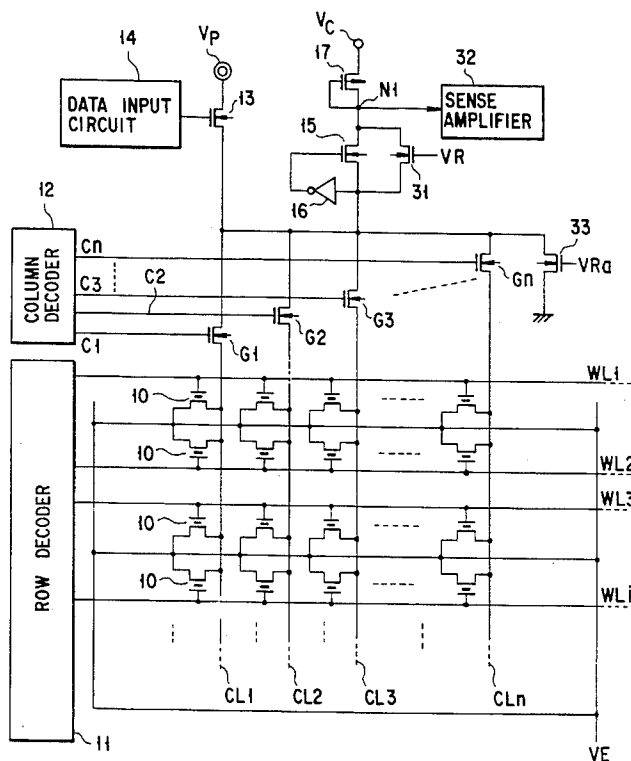 14
VP
VC
17
32
DATA INPUT
CIRCUIT
13
N1
SENSE
AMPLIFIER
15
VR
31
16
12
COLUMN
DECODER
Cn
C3
C2
C1
33
VRa
Gn
G3
G2
G1
WL1
10
10
WL2
WL3
10
10
WLi
ROW DECODER
CL1
CL2
CL3
CLn
11
VE